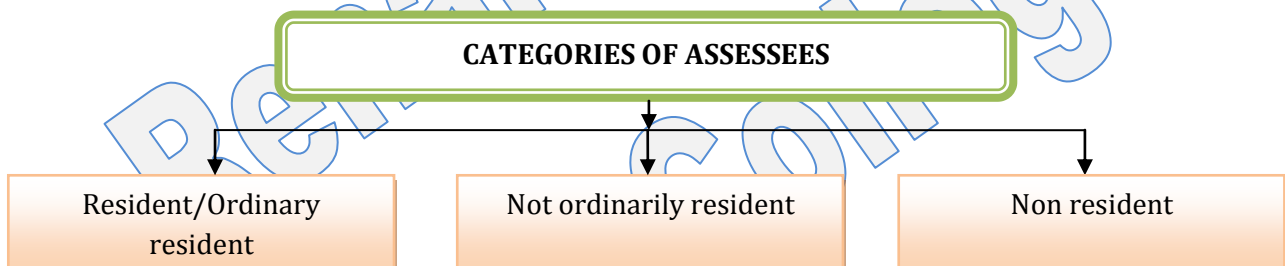 CATEGORIES OF ASSESSEES
Resident/Ordinary
resident
Not ordinarily resident
Non resident